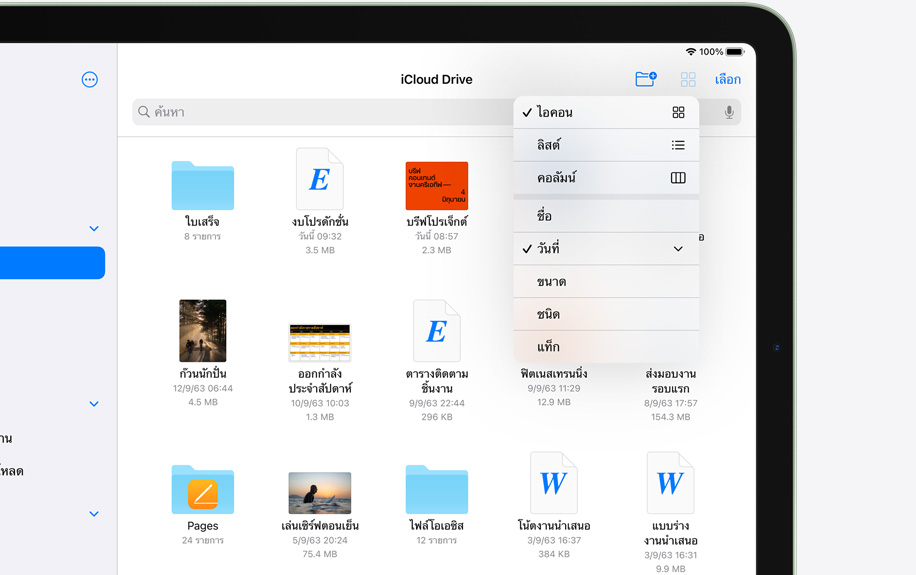 100%
iCloud Drive
เลือก
ค้นหา
ไอคอน
ลิสต์
คอลัมน์
ชื่อ
วันที่
ขนาด
ชนิด
แท็ก
E
บรีฟ
คอนเทนต์
งานครีเอทีฟ—
4
มิถุนายน
ใบเสร็จ
8 รายการ
งบโปรดักชั่น
วันนี้ 09:32
3.5 MB
บรีฟโปรเจ็กต์
วันนี้ 08:57
2.3 MB
อ
E
ก๊วนนักปั่น
12/9/63 06:44
4.5 MB
ออกกำลัง
ประจำสัปดาห์
10/9/63 10:03
1.3 MB
ตารางติดตาม
ชิ้นงาน
9/9/63 22:44
296 KB
ฟิตเนสเทรนนิ่ง
9/9/63 11:29
12.9 MB
ส่งมอบงาน
รอบแรก
8/9/63 17:57
154.3 MB
าน
โหลด
W
W
Pages
24 รายการ
เล่นเซิร์ฟตอนเย็น
5/9/63 20:24
75.4 MB
ไฟล์โอเอซิส
12 รายการ
โน้ตงานนำเสนอ
3/9/63 16:37
384 KB
แบบร่าง
งานนำเสนอ
3/9/63 16:31
9.9 MB